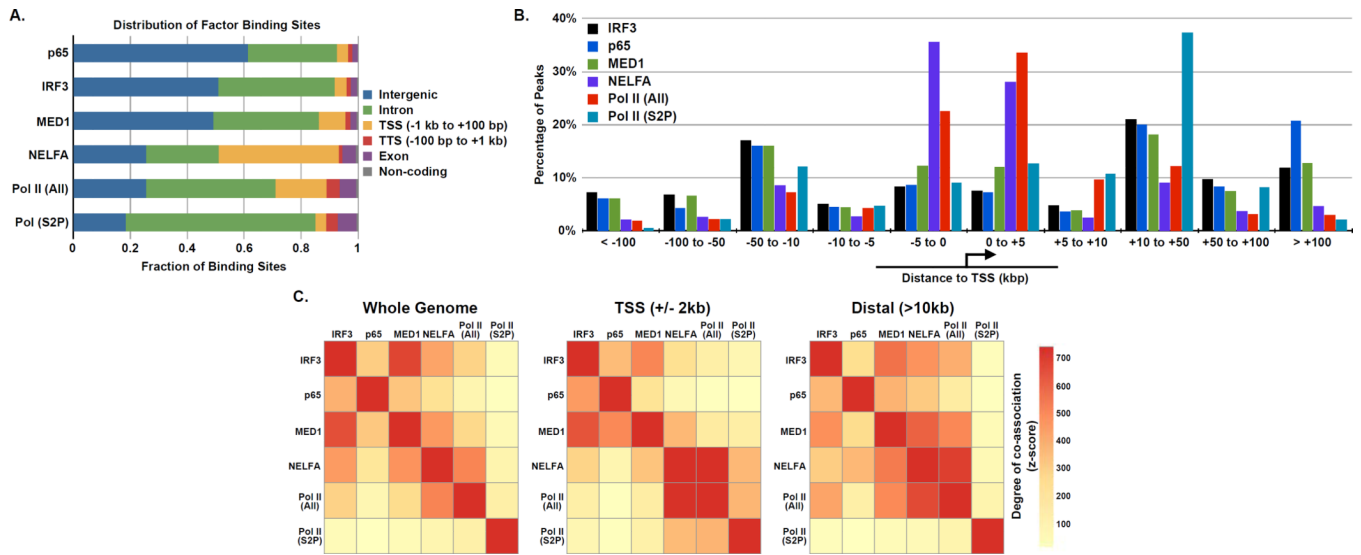 A.
Distribution of Factor Binding Sites
p65
IRF3
MED1
NELFA
Pol II (All)
Pol (S2P)
0 0.2 0.4 0.6 0.8 1
Fraction of Binding Sites
Intergenic
Intron
TSS (-1 kb to +100 bp)
TTS (-100 bp to +1 kb)
Exon
Non-coding
B.
40%
30%
20%
10%
0%
Percentage of Peaks
IRF3
p65
MED1
NELFA
Pol II (All)
Pol II (S2P)
< -100 -100 to -50 -50 to -10 -10 to -5 -5 to 0 0 to +5 +5 to +10 +10 to +50 +50 to +100 > +100
Distance to TSS (kbp)
C.
Whole Genome
IRF3 p65 MED1 NELFA Pol II (All) Pol II (S2P)
IRF3
p65
MED1
NELFA
Pol II
(All)
Pol II
(S2P)
TSS (+/- 2kb)
IRF3 p65 MED1 NELFA Pol II (All) Pol II (S2P)
IRF3
p65
MED1
NELFA
Pol II
(All)
Pol II
(S2P)
Distal (>10kb)
IRF3 p65 MED1 NELFA Pol II (All) Pol II (S2P)
IRF3
p65
MED1
NELFA
Pol II
(All)
Pol II
(S2P)
700
600
500
400
300
200
100
Degree of co-association
(z-score)